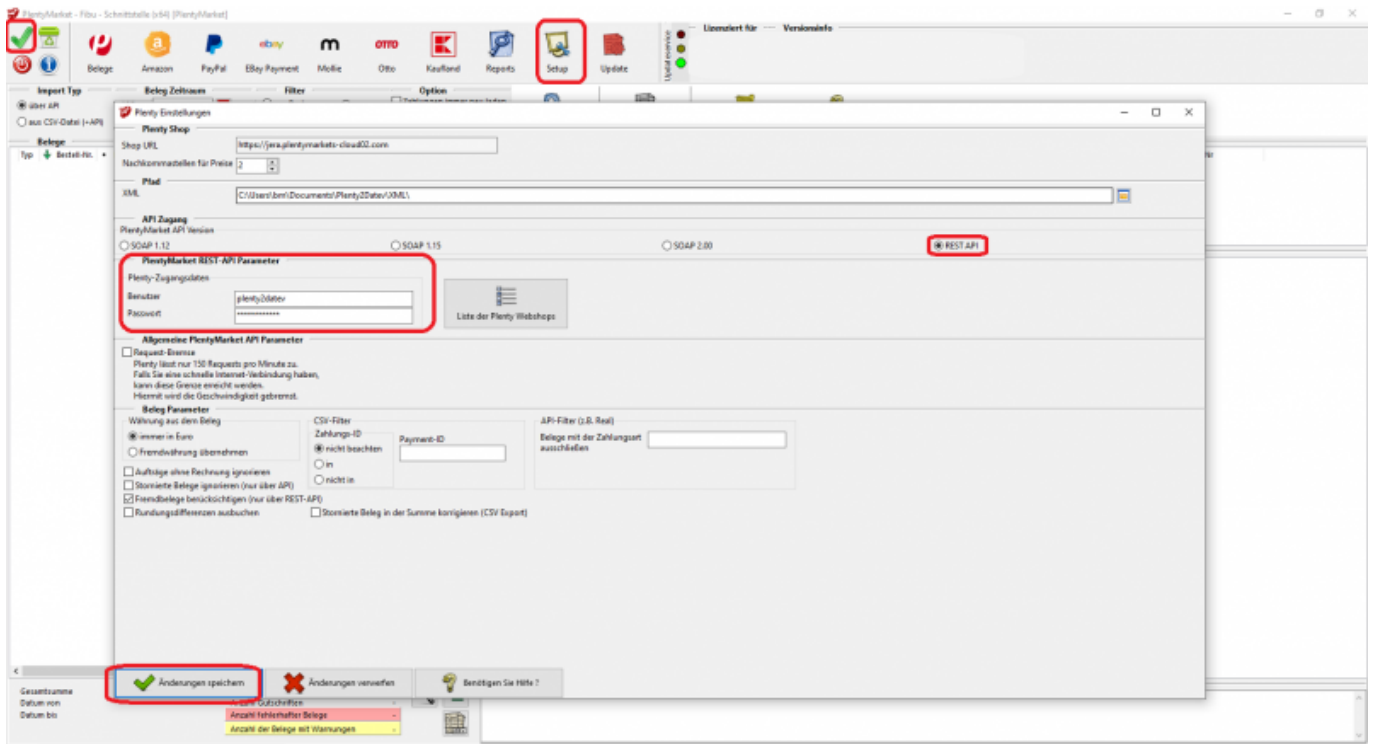 PlentyMarket - Fibu - Schnittstelle (x64) [PlentyMarket]
Belege
Amazon
PayPal
ebay
EBay Payment
m
Mollie
OTTO
Otto
K
Kaufland
Reports
Setup
Update
Updateservice
Lizenziert für
Versionsinfo
Import Typ
Beleg Zeitraum
Filter
Option
über API
aus CSV-Datei (+API)
Belege
Typ
Bestell-Nr.
Plenty Einstellungen
Plenty Shop
Shop URL
https://jera.plentymarkets-cloud02.com
Nachkommastellen für Preise 2
Pfad
XML
C:\Users\bm\Documents\Plenty2Datev\XML\
API Zugang
PlentyMarket API Version
SOAP 1.12
SOAP 1.15
SOAP 2.00
REST API
PlentyMarket REST-API Parameter
Plenty-Zugangsdaten
Benutzer
plenty2datev
Passwort
*************
Liste der Plenty Webshops
Allgemeine PlentyMarket API Parameter
Request-Bremse
Plenty lässt nur 150 Requests pro Minute zu.
Falls Sie eine schnelle Internet-Verbindung haben,
kann diese Grenze erreicht werden.
Hiermit wird die Geschwindigkeit gebremst.
Beleg Parameter
Währung aus dem Beleg
immer in Euro
Fremdwährung übernehmen
CSV-Filter
Zahlungs-ID
nicht beachten
in
nicht in
Payment-ID
API-Filter (z.B. Real)
Belege mit der Zahlungsart
ausschließen
Aufträge ohne Rechnung ignorieren
Stornierte Belege ignorieren (nur über API)
Fremdbelege berücksichtigen (nur über REST-API)
Rundungsdifferenzen ausbuchen
Stornierte Beleg in der Summe korrigieren (CSV Export)
Änderungen speichern
Änderungen verwerfen
Benötigen Sie Hilfe ?
Gesamtsumme
Datum von
Datum bis
Anzahl Gutschriften -
Anzahl fehlerhafter Belege -
Anzahl der Belege mit Warnungen -